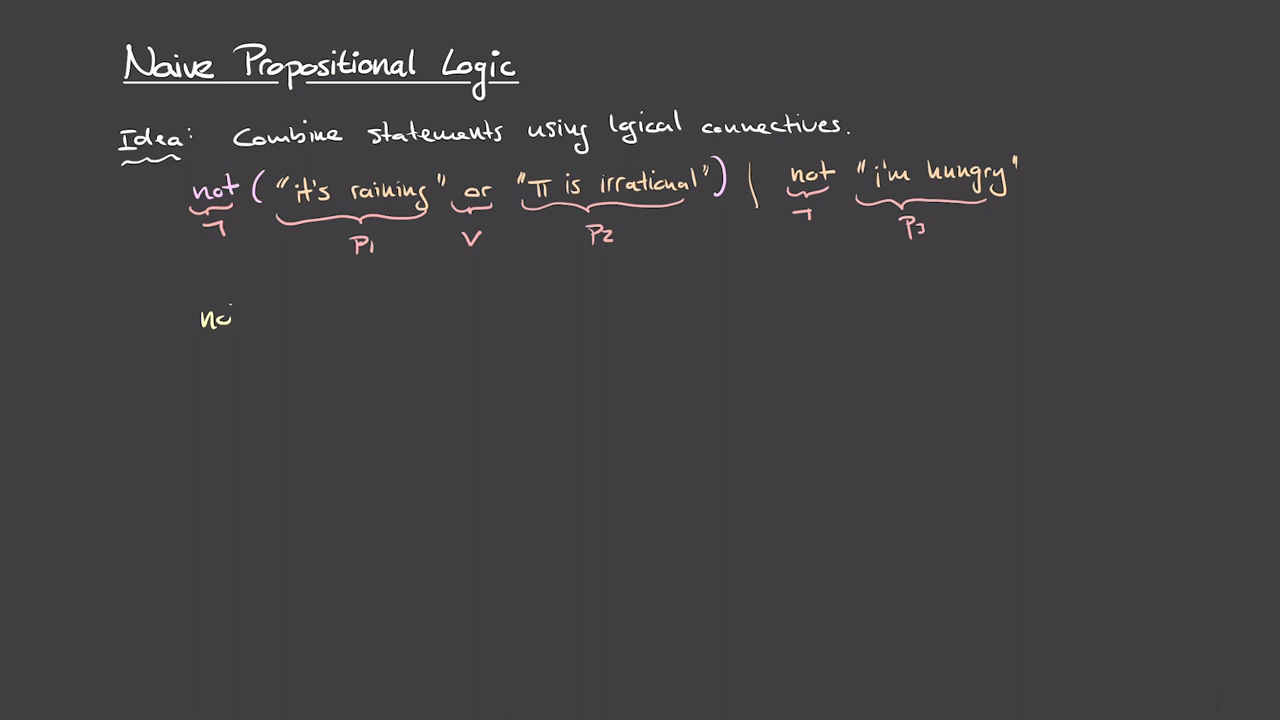 Naive Propositional Logic
Idea: Combine statements using logical connectives.
not ( "it's raining" or "π is irrational" ) | not "i'm hungry"
¬ P1 ∨ P2 ¬ P3
no